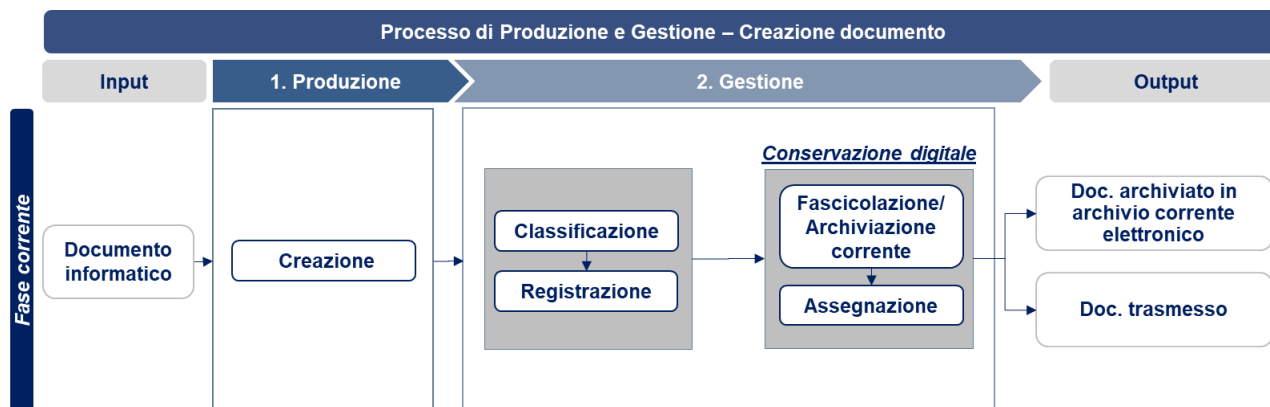 Processo di Produzione e Gestione – Creazione documento
Input
1. Produzione
2. Gestione
Output
Fase corrente
Documento
informatico
Creazione
Classificazione
Registrazione
Conservazione digitale
Fascicolazione/
Archiviazione
corrente
Assegnazione
Doc. archiviato in
archivio corrente
elettronico
Doc. trasmesso